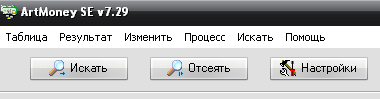 ArtMoney SE v7.29
Таблица Результат Изменить Процесс Искать Помощь
Искать Отсеять Настройки